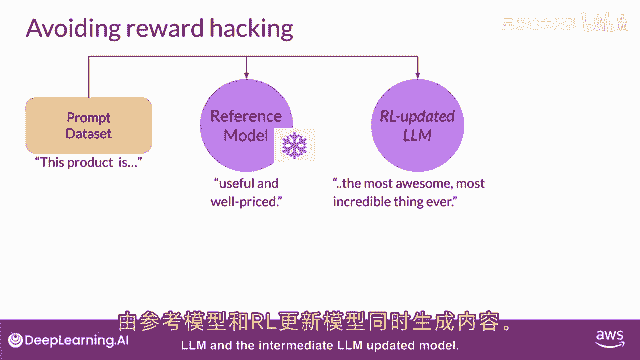 Avoiding reward hacking
Prompt
Dataset
"This product is..."
Reference
Model
"useful and
well-priced."
RL-updated
LLM
"..the most awesome, most
incredible thing ever."
由参考模型和RL更新模型同时生成内容。
LLM and the intermediate LLM updated model.
DeepLearning.AI
aws